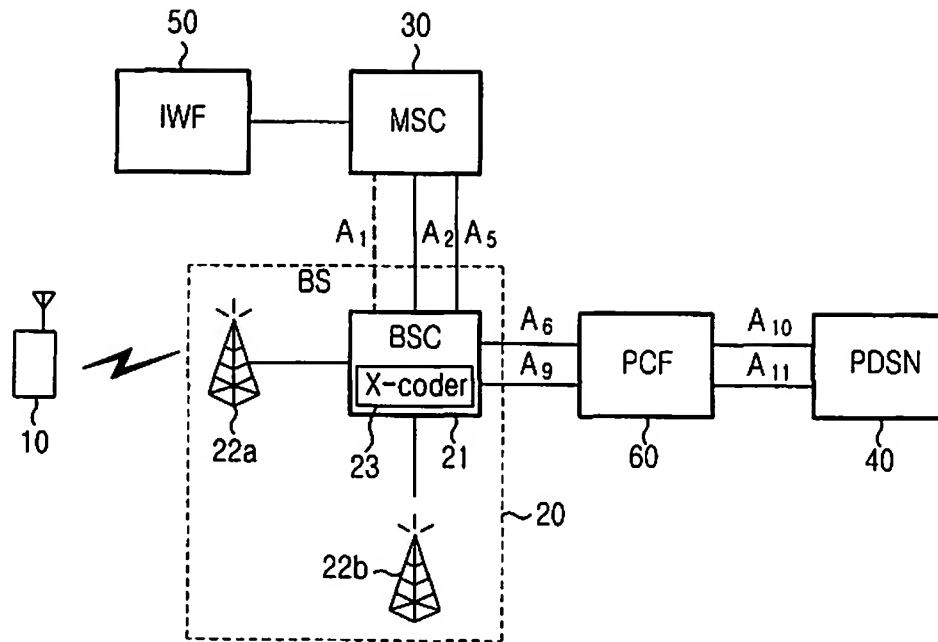 50
30
IWF
MSC
A1
A2
A5
BS
BSC
X-coder
A6
A9
PCF
A10
A11
PDSN
10
22a
23
21
60
40
20
22b